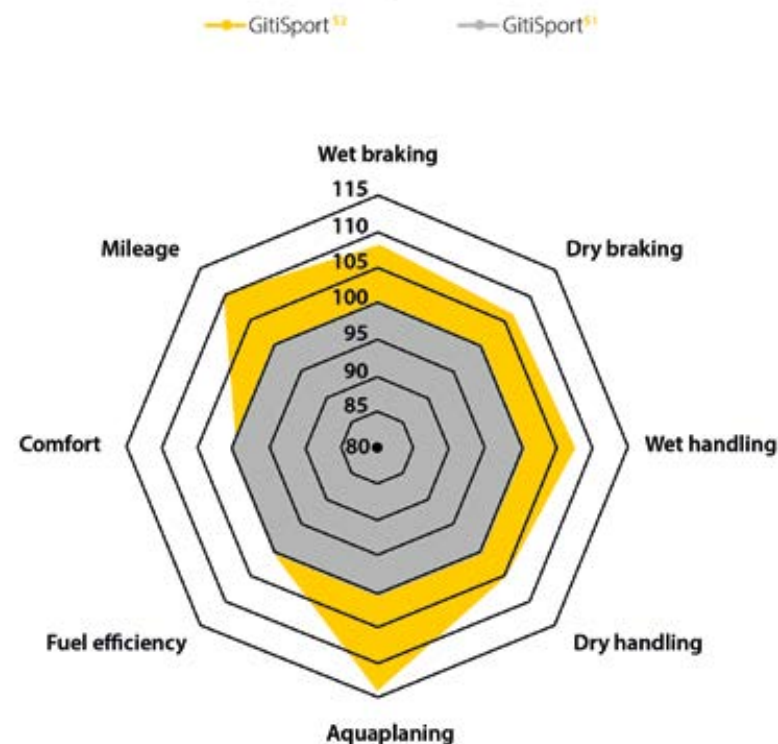 GitiSport S2 GitiSport S1
Wet braking
115
Dry braking
Mileage
110
105
100
95
90
85
Comfort
80
Wet handling
Fuel efficiency
Dry handling
Aquaplaning